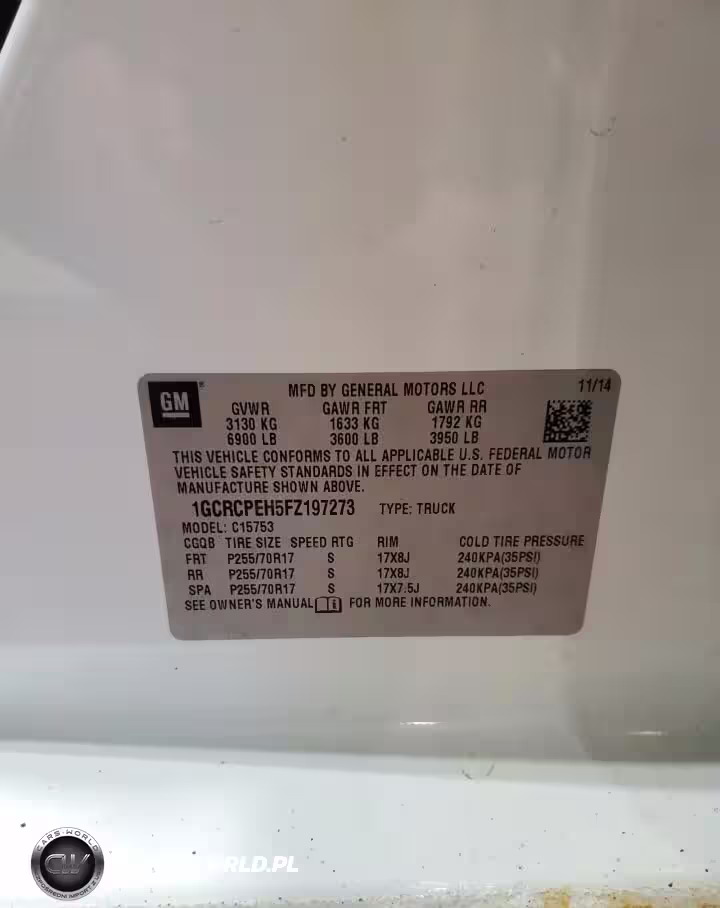 GM ®
MFD BY GENERAL MOTORS LLC 11/14
GVWR GAWR FRT GAWR RR
3130 KG 1633 KG 1792 KG
6900 LB 3600 LB 3950 LB
THIS VEHICLE CONFORMS TO ALL APPLICABLE U.S. FEDERAL MOTOR
VEHICLE SAFETY STANDARDS IN EFFECT ON THE DATE OF
MANUFACTURE SHOWN ABOVE.
1GCRCPEH5FZ197273 TYPE: TRUCK
MODEL: C15753
CGQB TIRE SIZE SPEED RTG RIM COLD TIRE PRESSURE
FRT P255/70R17 S 17X8J 240KPA(35PSI)
RR P255/70R17 S 17X8J 240KPA(35PSI)
SPA P255/70R17 S 17X7.5J 240KPA(35PSI)
SEE OWNER'S MANUAL i FOR MORE INFORMATION.
CARS-WORLD
CW
WORLD.PL